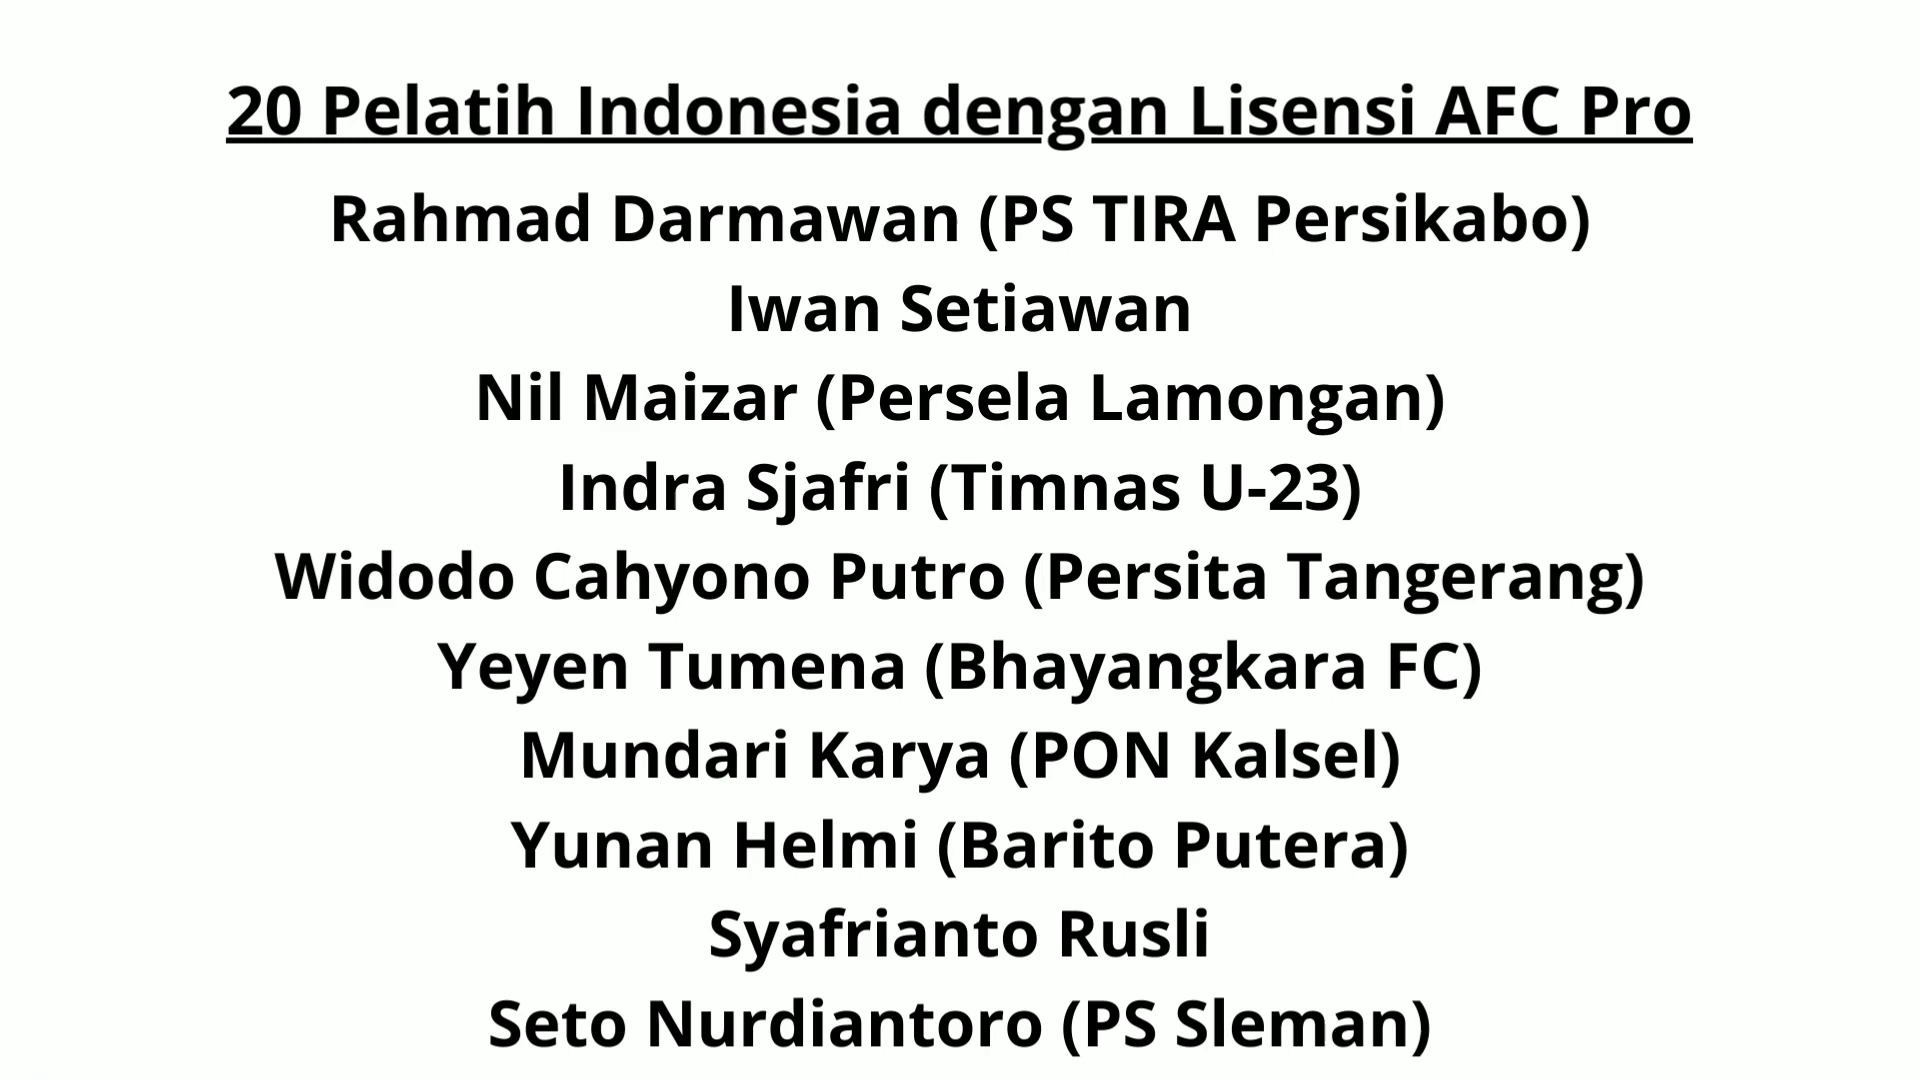 20 Pelatih Indonesia dengan Lisensi AFC Pro
Rahmad Darmawan (PS TIRA Persikabo)
Iwan Setiawan
Nil Maizar (Persela Lamongan)
Indra Sjafri (Timnas U-23)
Widodo Cahyono Putro (Persita Tangerang)
Yeyen Tumena (Bhayangkara FC)
Mundari Karya (PON Kalsel)
Yunan Helmi (Barito Putera)
Syafrianto Rusli
Seto Nurdiantoro (PS Sleman)